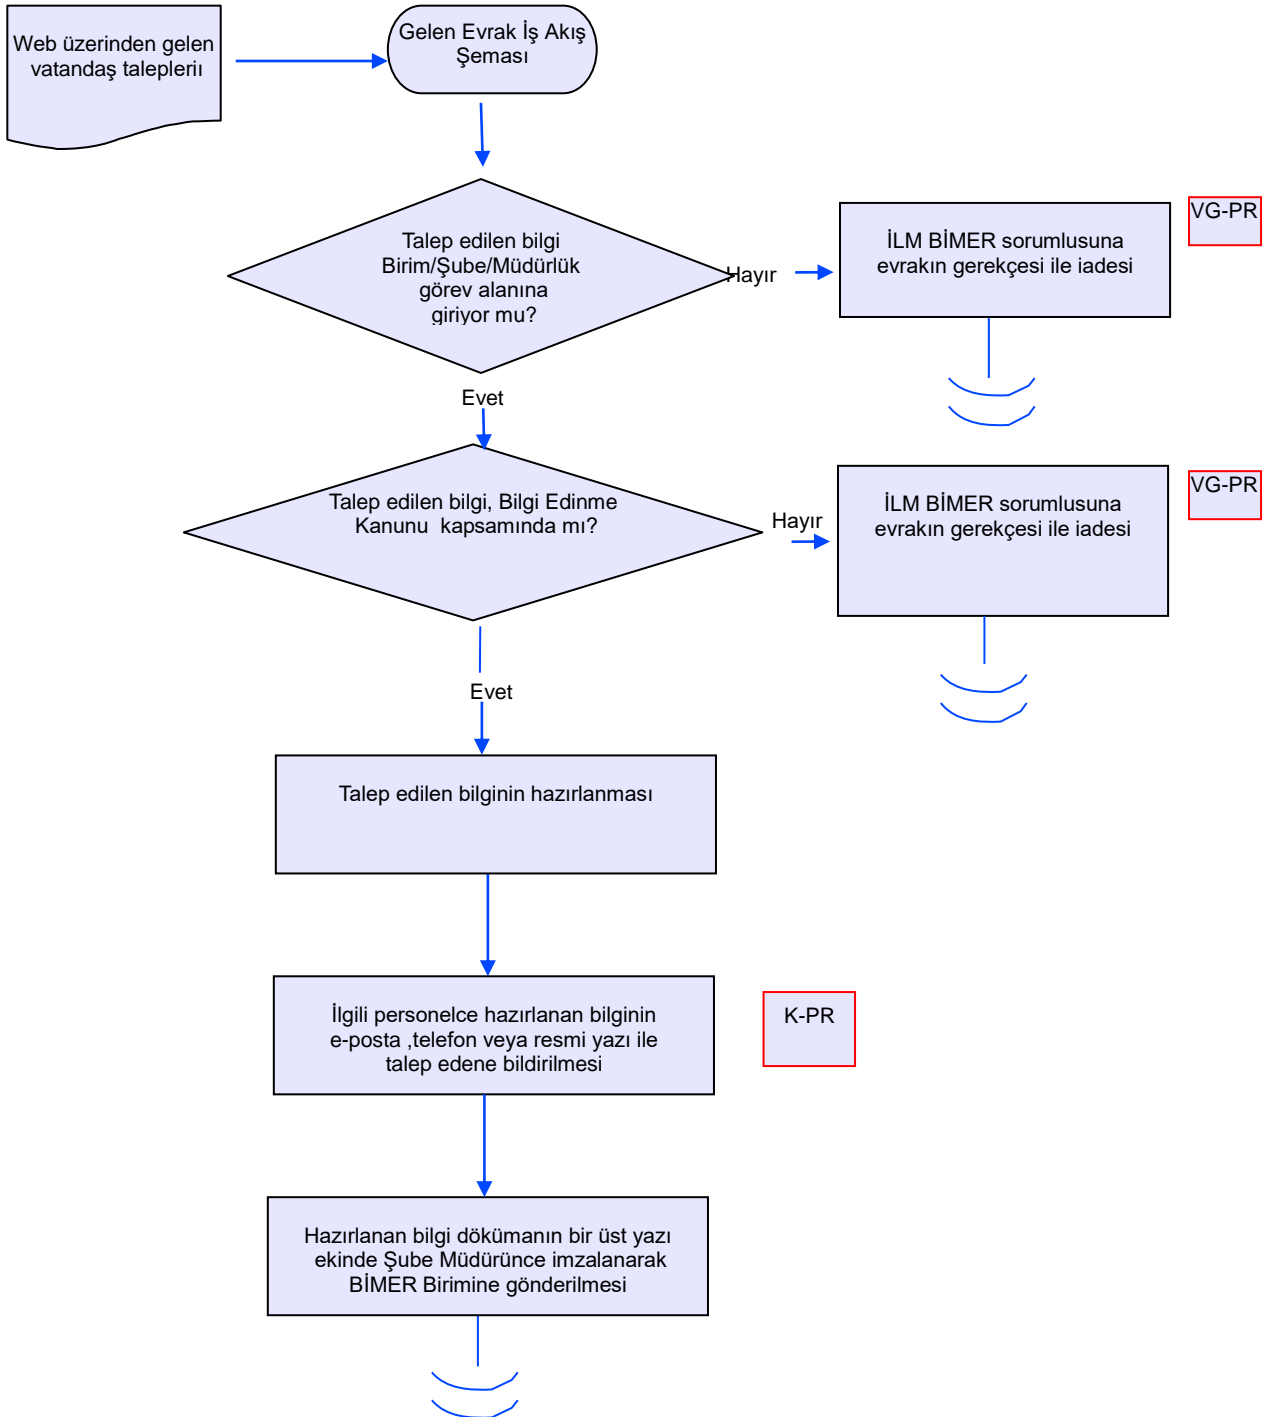 Web üzerinden gelen
vatandaş taleplerii
Gelen Evrak İş Akış
Şeması
Talep edilen bilgi
Birim/Şube/Müdürlük
görev alanına
giriyor mu?
Hayır
İLM BİMER sorumlusuna
evrakın gerekçesi ile iadesi
VG-PR
Evet
Talep edilen bilgi, Bilgi Edinme
Kanunu kapsamında mı?
Hayır
İLM BİMER sorumlusuna
evrakın gerekçesi ile iadesi
VG-PR
Evet
Talep edilen bilginin hazırlanması
İlgili personelce hazırlanan bilginin
e-posta ,telefon veya resmi yazı ile
talep edene bildirilmesi
K-PR
Hazırlanan bilgi dökümanın bir üst yazı
ekinde Şube Müdürünce imzalanarak
BİMER Birimine gönderilmesi